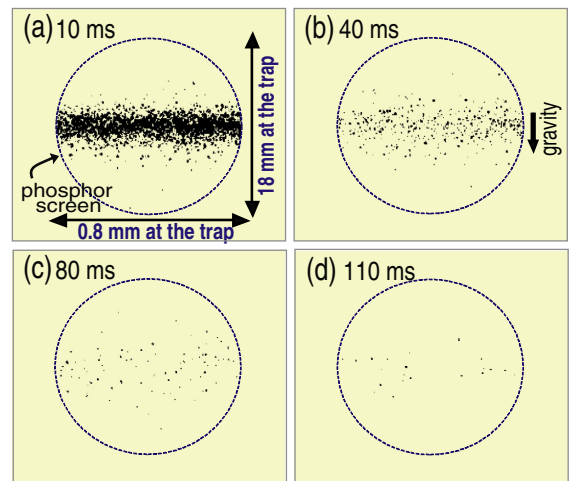 (a) 10 ms
18 mm at the trap
phosphor
screen
0.8 mm at the trap
(b) 40 ms
gravity
(c) 80 ms
(d) 110 ms